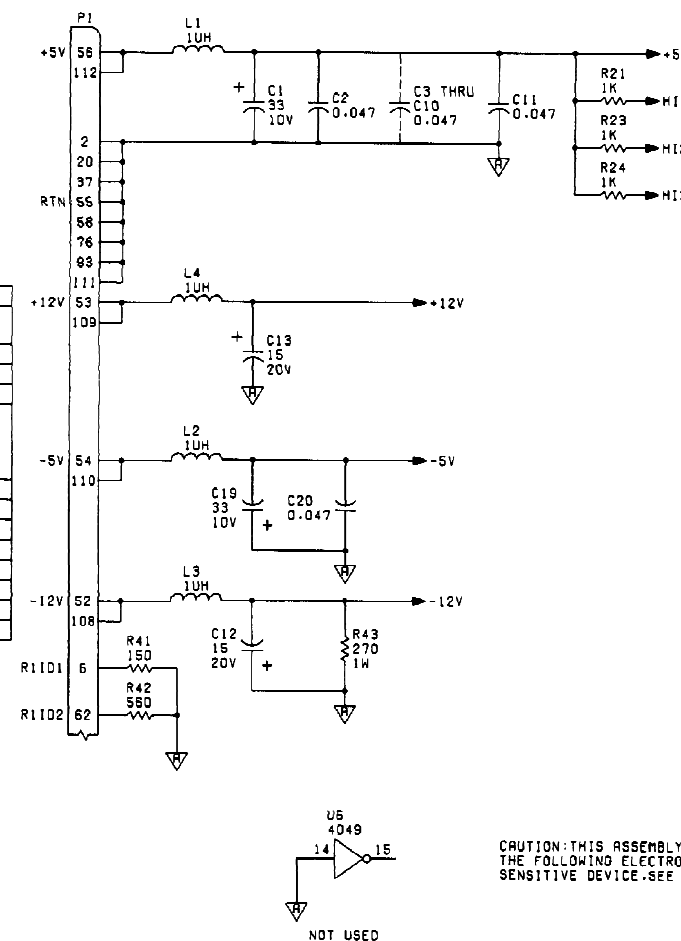 P1
L1
1UH
+5V 56
112
+5
C1
33
10V
C2
0.047
C3 THRU
C10
0.047
C11
0.047
R21
1K
HI
R23
1K
R24
1K
2
20
37
RTN 55
58
76
93
111
A
L4
1UH
+12V 53
109
+12V
+
C13
15
20V
A
L2
1UH
-5V 54
110
-5V
C19
33
10V
+
C20
0.047
A
L3
1UH
-12V 52
108
-12V
C12
15
20V
+
R43
270
1W
A
R41
150
R1ID1 6
R42
560
R1ID2 62
A
U6
4049
14
15
A
NOT USED
CAUTION:THIS ASSEMBLY
THE FOLLOWING ELECTRO
SENSITIVE DEVICE.SEE